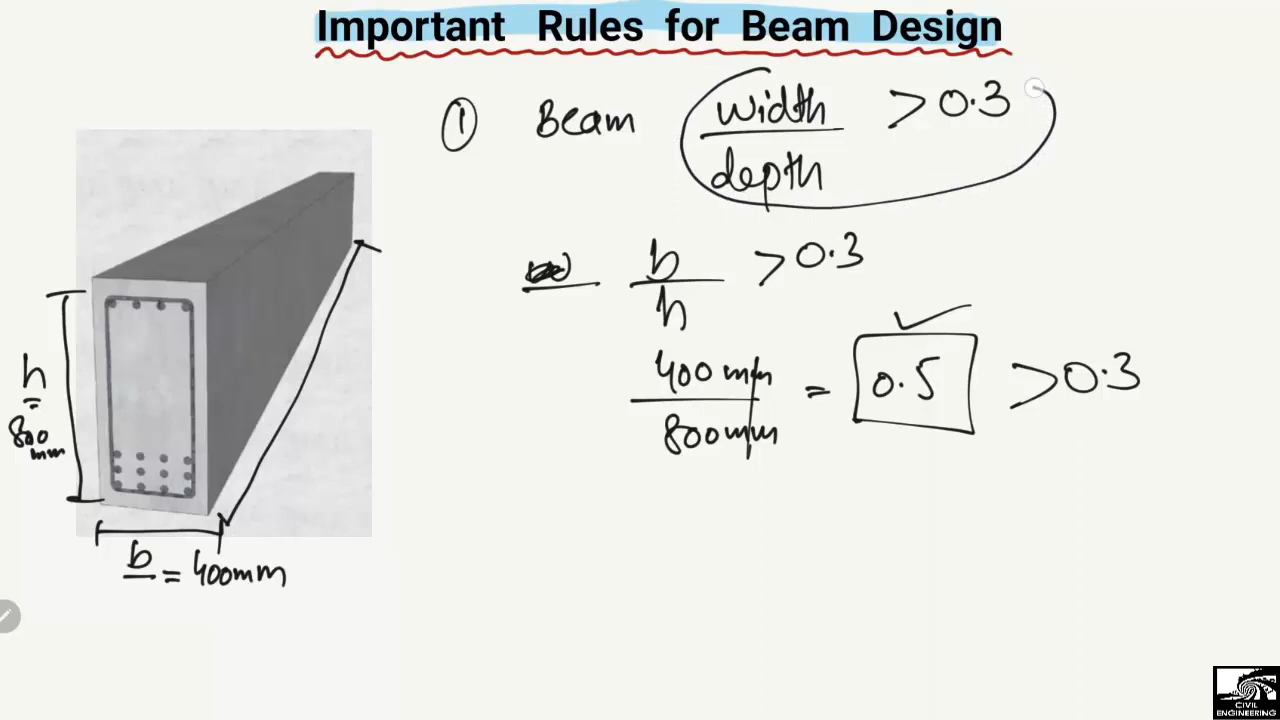 Important Rules for Beam Design
① Beam width > 0.3
depth
b > 0.3
h
400mm = 0.5 > 0.3
800mm
h
=
800
mm
b = 400mm
CIVIL
ENGINEERING